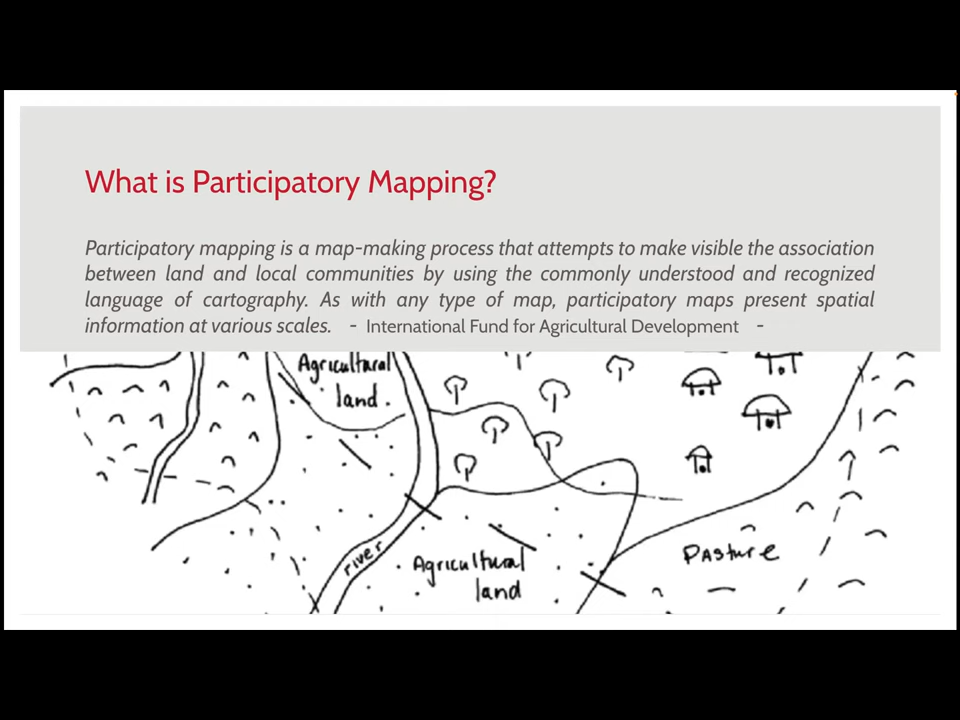 What is Participatory Mapping?
Participatory mapping is a map-making process that attempts to make visible the association
between land and local communities by using the commonly understood and recognized
language of cartography. As with any type of map, participatory maps present spatial
information at various scales. - International Fund for Agricultural Development -
Agricultural
land.
river
Agricultural
land
Pasture